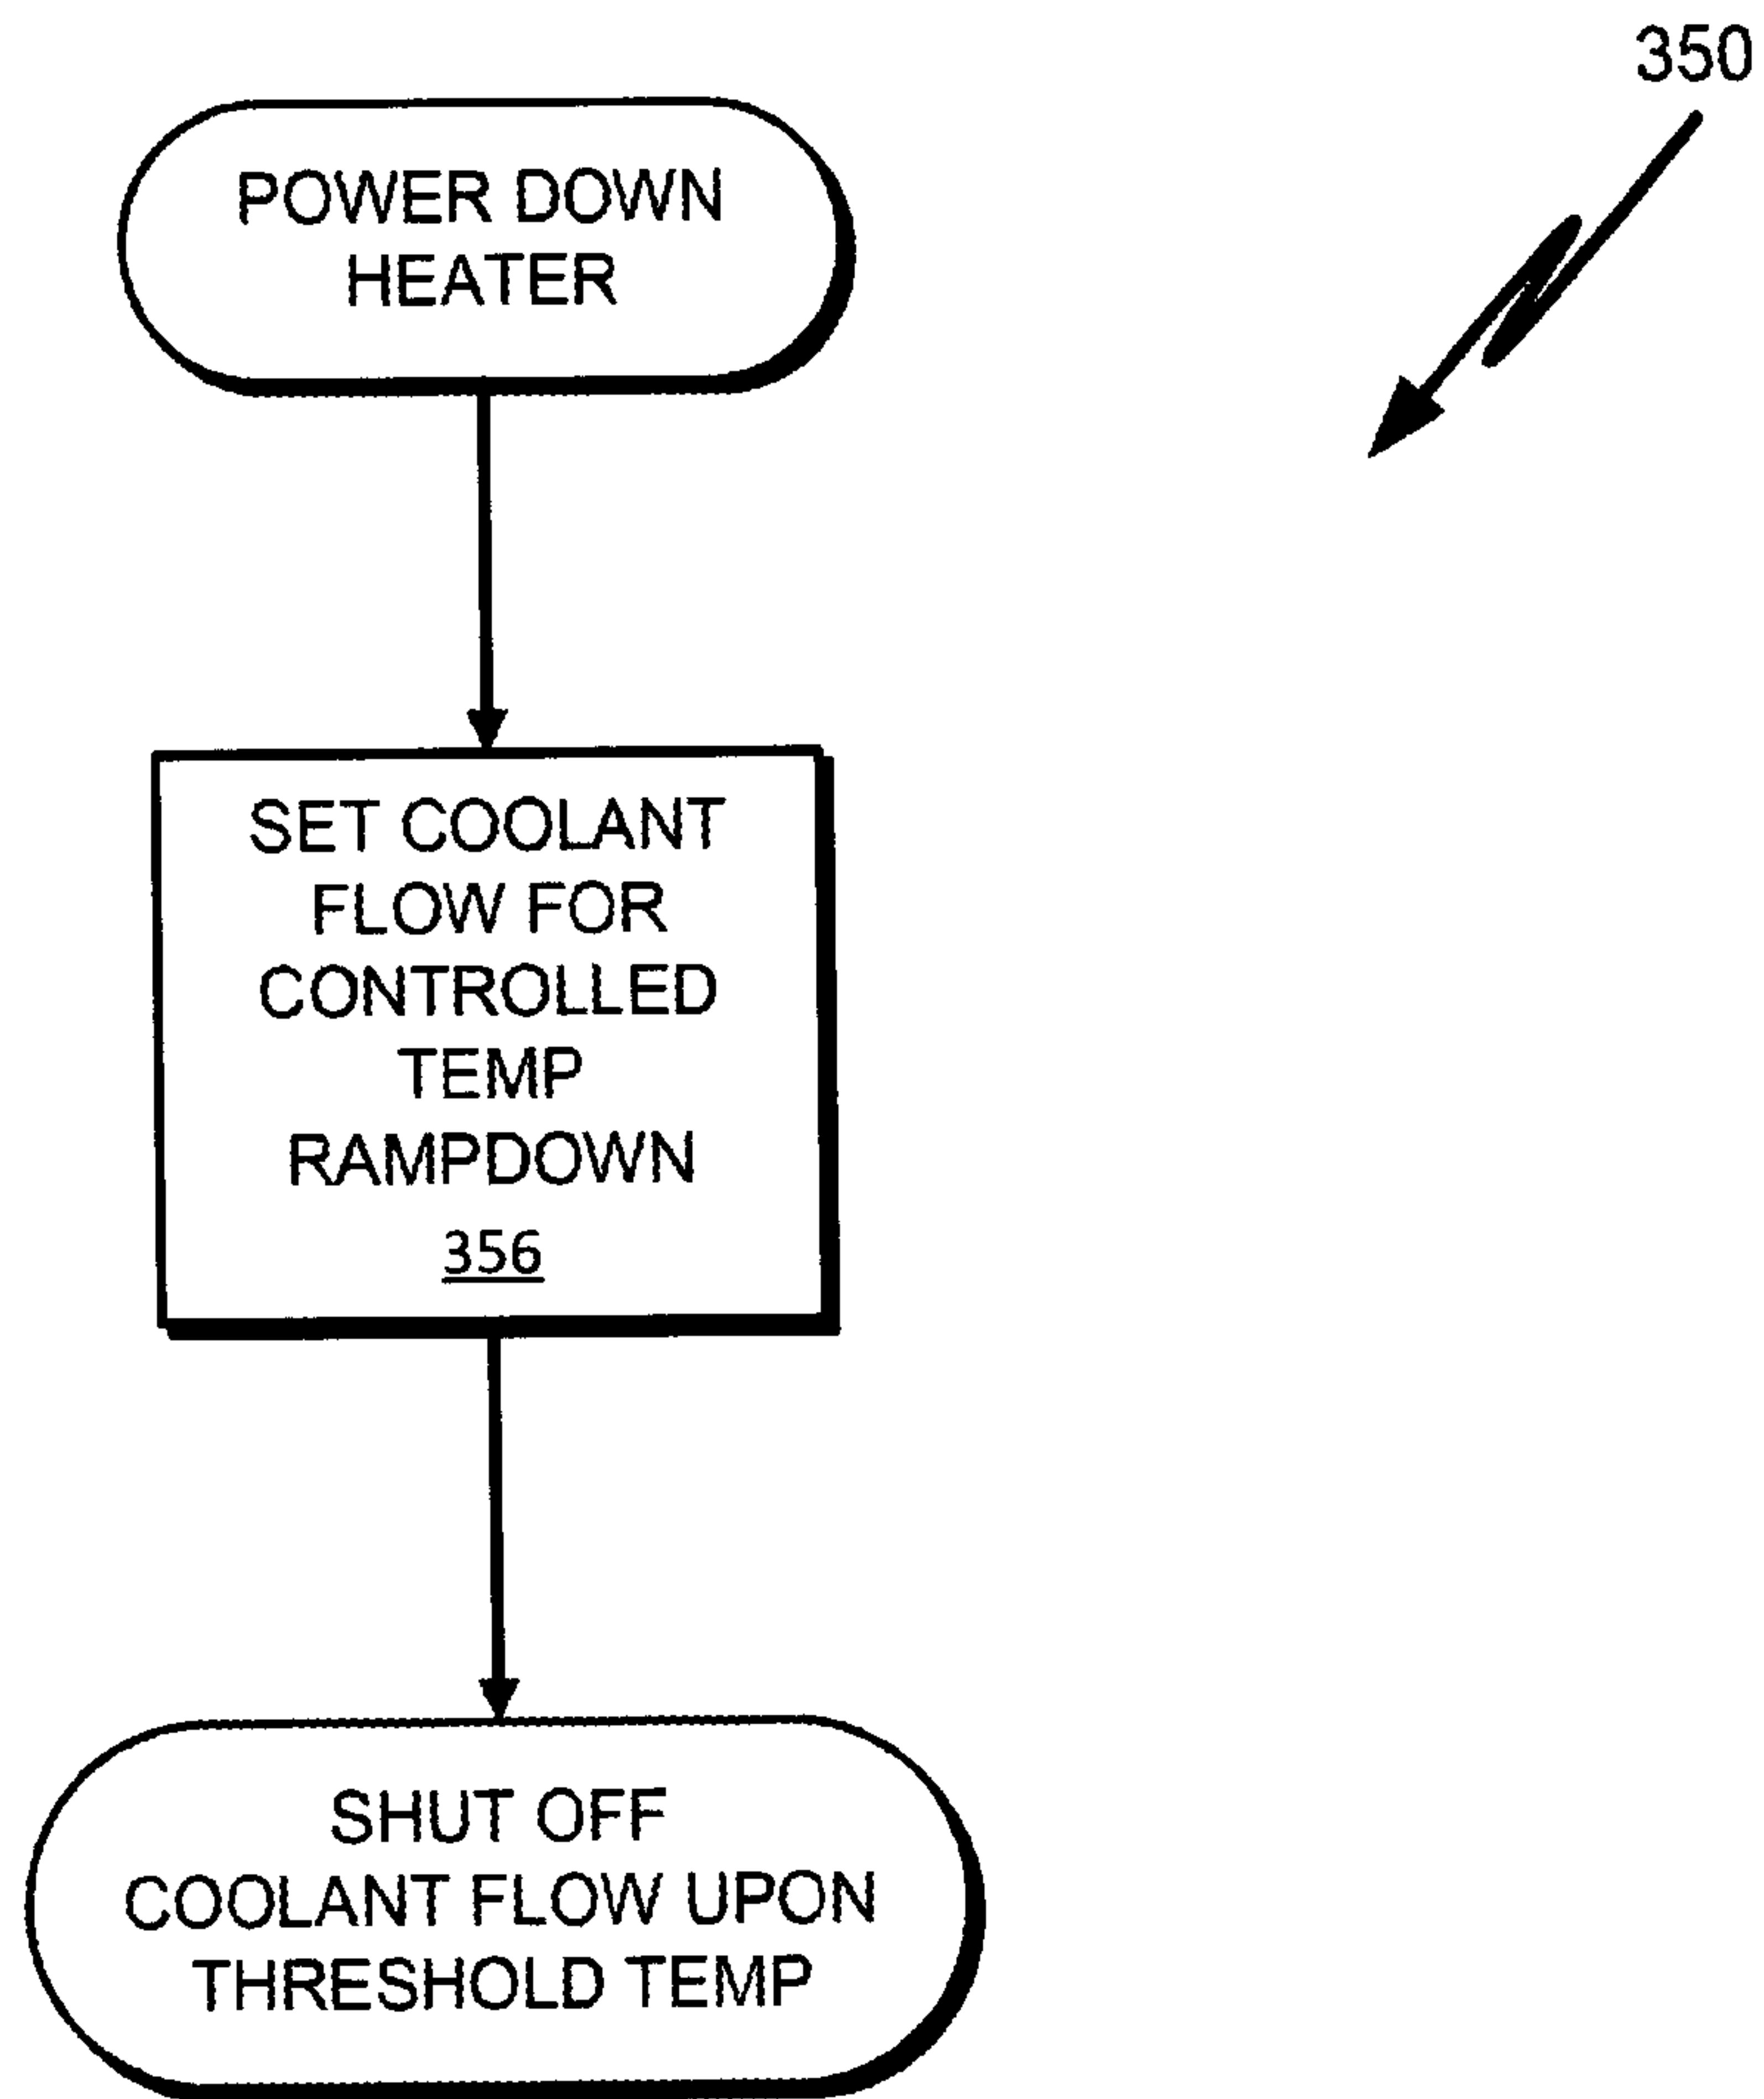 350
POWER DOWN
HEATER
SET COOLANT
FLOW FOR
CONTROLLED
TEMP
RAMPDOWN
356
SHUT OFF
COOLANT FLOW UPON
THRESHOLD TEMP